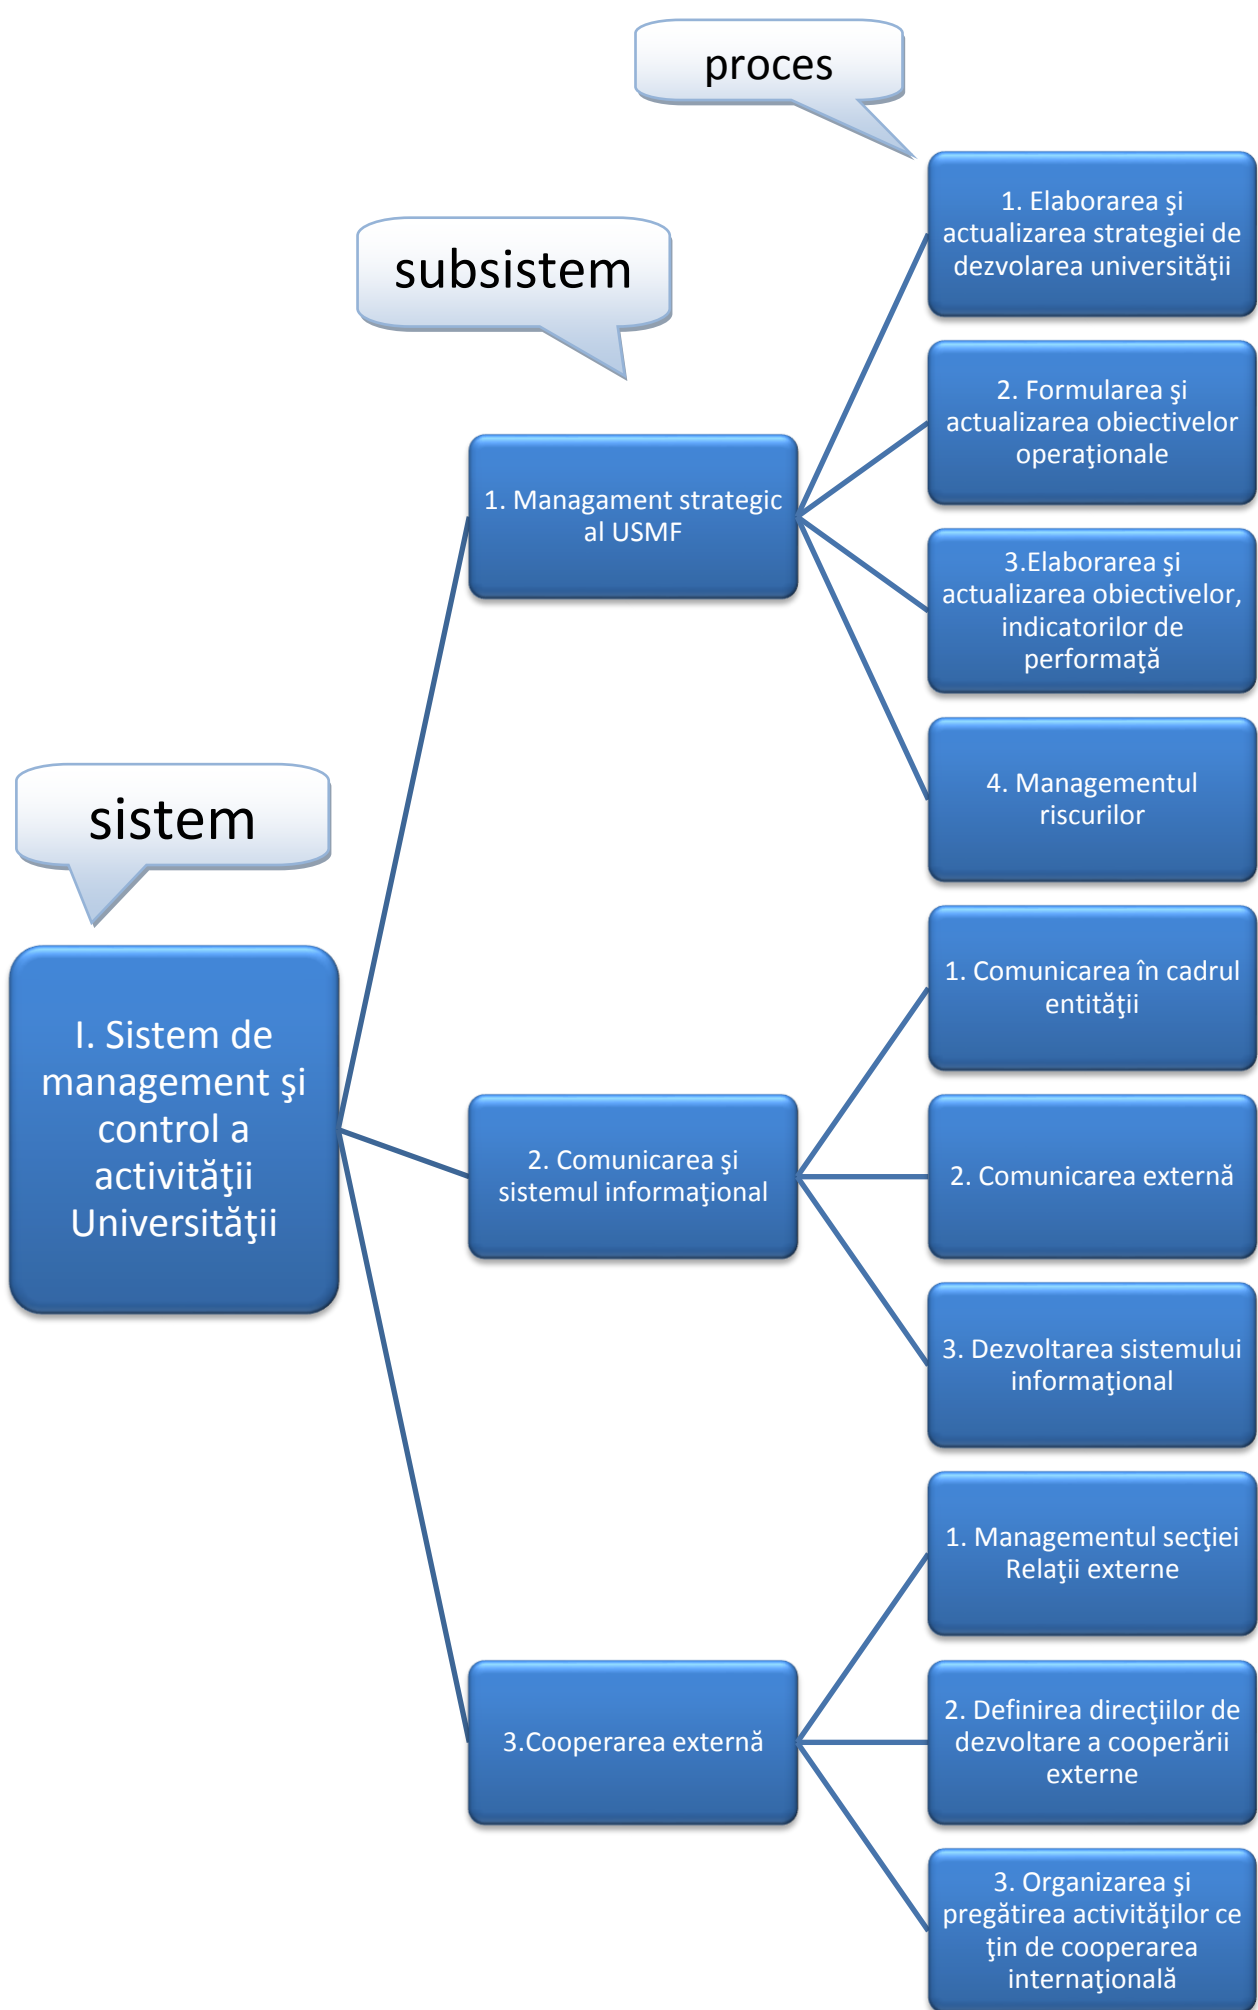 proces
1. Elaborarea şi
actualizarea strategiei de
dezvolarea universităţii
subsistem
2. Formularea şi
actualizarea obiectivelor
operaţionale
1. Managament strategic
al USMF
3.Elaborarea şi
actualizarea obiectivelor,
indicatorilor de
performaţă
4. Managementul
riscurilor
sistem
I. Sistem de
management şi
control a
activităţii
Universităţii
1. Comunicarea în cadrul
entităţii
2. Comunicarea şi
sistemul informaţional
2. Comunicarea externă
3. Dezvoltarea sistemului
informaţional
1. Managementul secţiei
Relaţii externe
3.Cooperarea externă
2. Definirea direcţiilor de
dezvoltare a cooperării
externe
3. Organizarea şi
pregătirea activităţilor ce
ţin de cooperarea
internaţională